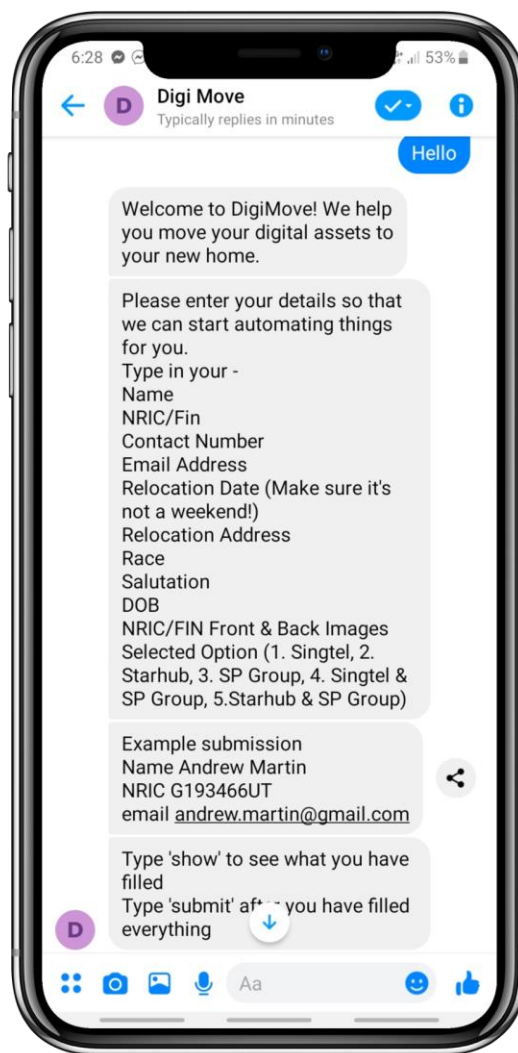 6:28
53%
D
Digi Move
Typically replies in minutes
Hello
Welcome to DigiMove! We help
you move your digital assets to
your new home.
Please enter your details so that
we can start automating things
for you.
Type in your -
Name
NRIC/Fin
Contact Number
Email Address
Relocation Date (Make sure it's
not a weekend!)
Relocation Address
Race
Salutation
DOB
NRIC/FIN Front & Back Images
Selected Option (1. Singtel, 2.
Starhub, 3. SP Group, 4. Singtel &
SP Group, 5.Starhub & SP Group)
Example submission
Name Andrew Martin
NRIC G193466UT
email andrew.martin@gmail.com
Type 'show' to see what you have
filled
Type 'submit' after you have filled
everything
D
Aa